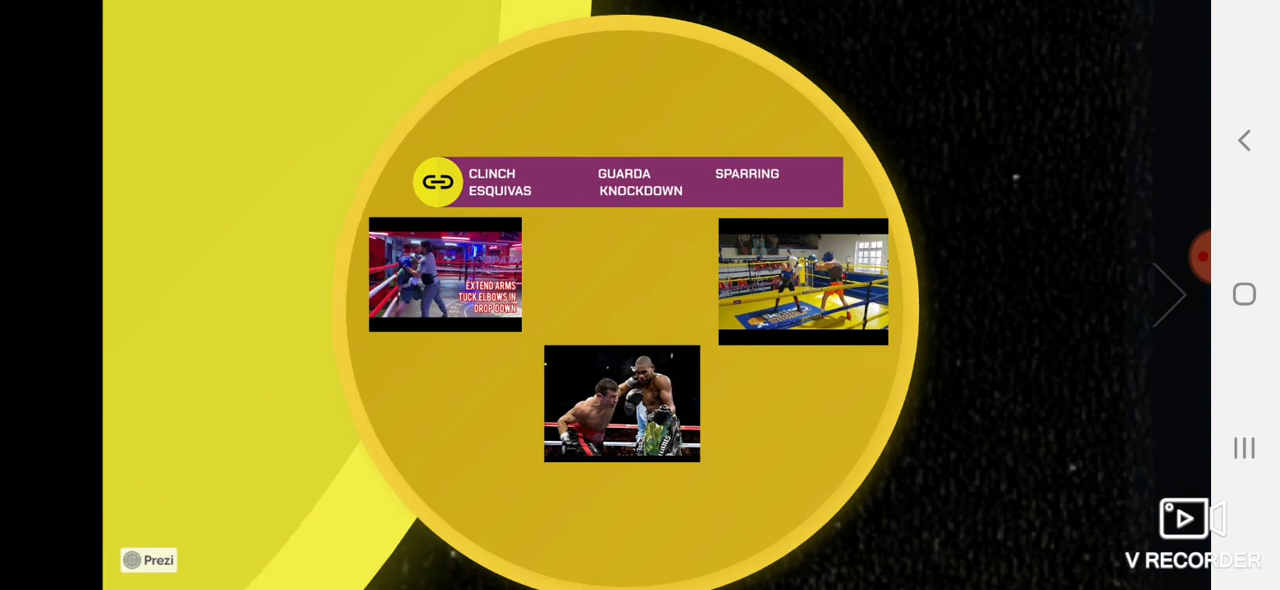 CLINCH GUARDA SPARRING
ESQUIVAS KNOCKDOWN
EXTEND ARMS
TUCK ELBOWS IN
DROP DOWN
Prezi
V RECORDER